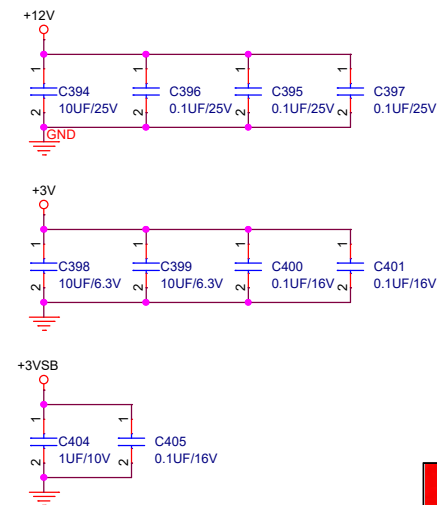 +12V
1 1 1 1
C394 C396 C395 C397
10UF/25V 0.1UF/25V 0.1UF/25V 0.1UF/25V
2 2 2 2
GND
+3V
1 1 1 1
C398 C399 C400 C401
10UF/6.3V 10UF/6.3V 0.1UF/16V 0.1UF/16V
2 2 2 2
+3VSB
1 1
C404 C405
1UF/10V 0.1UF/16V
2 2